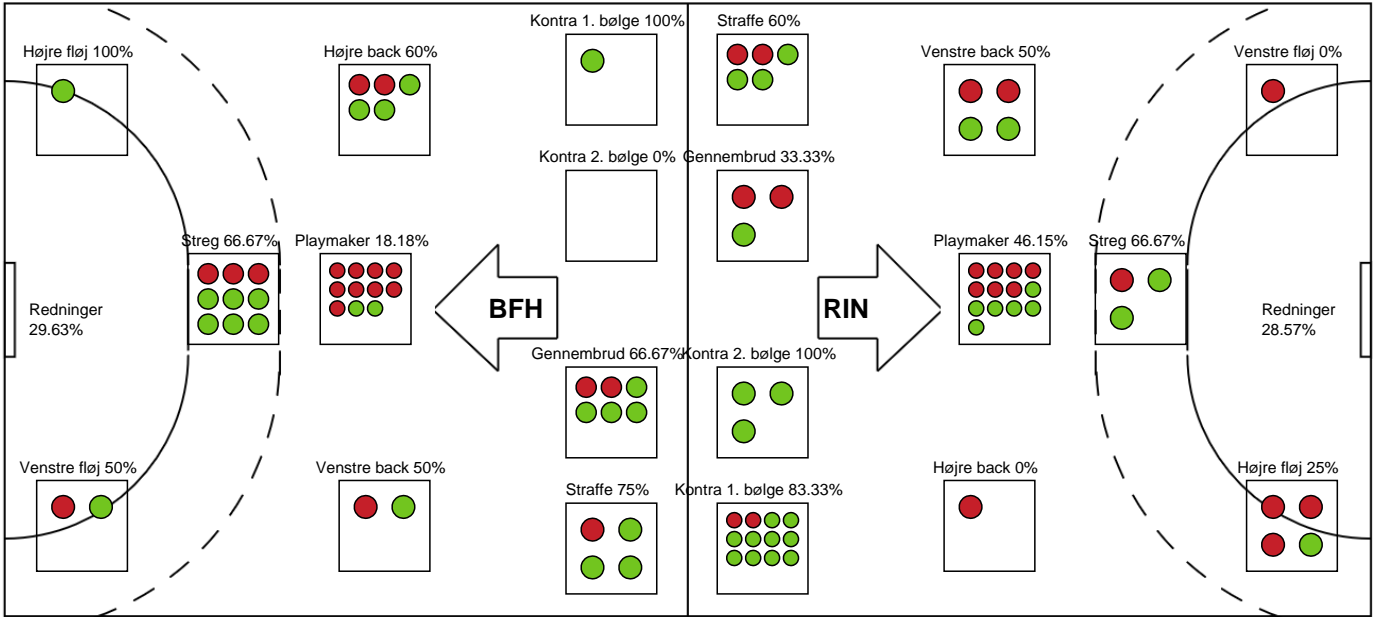 Kontra 1. bølge 100%
Straffe 60%
Højre fløj 100%
Højre back 60%
Venstre back 50%
Venstre fløj 0%
Kontra 2. bølge 0%
Gennembrud 33.33%
Streg 66.67%
Playmaker 18.18%
Playmaker 46.15%
Streg 66.67%
Redninger
29.63%
BFH
RIN
Redninger
28.57%
Gennembrud 66.67%
Kontra 2. bølge 100%
Venstre fløj 50%
Venstre back 50%
Straffe 75%
Kontra 1. bølge 83.33%
Højre back 0%
Højre fløj 25%